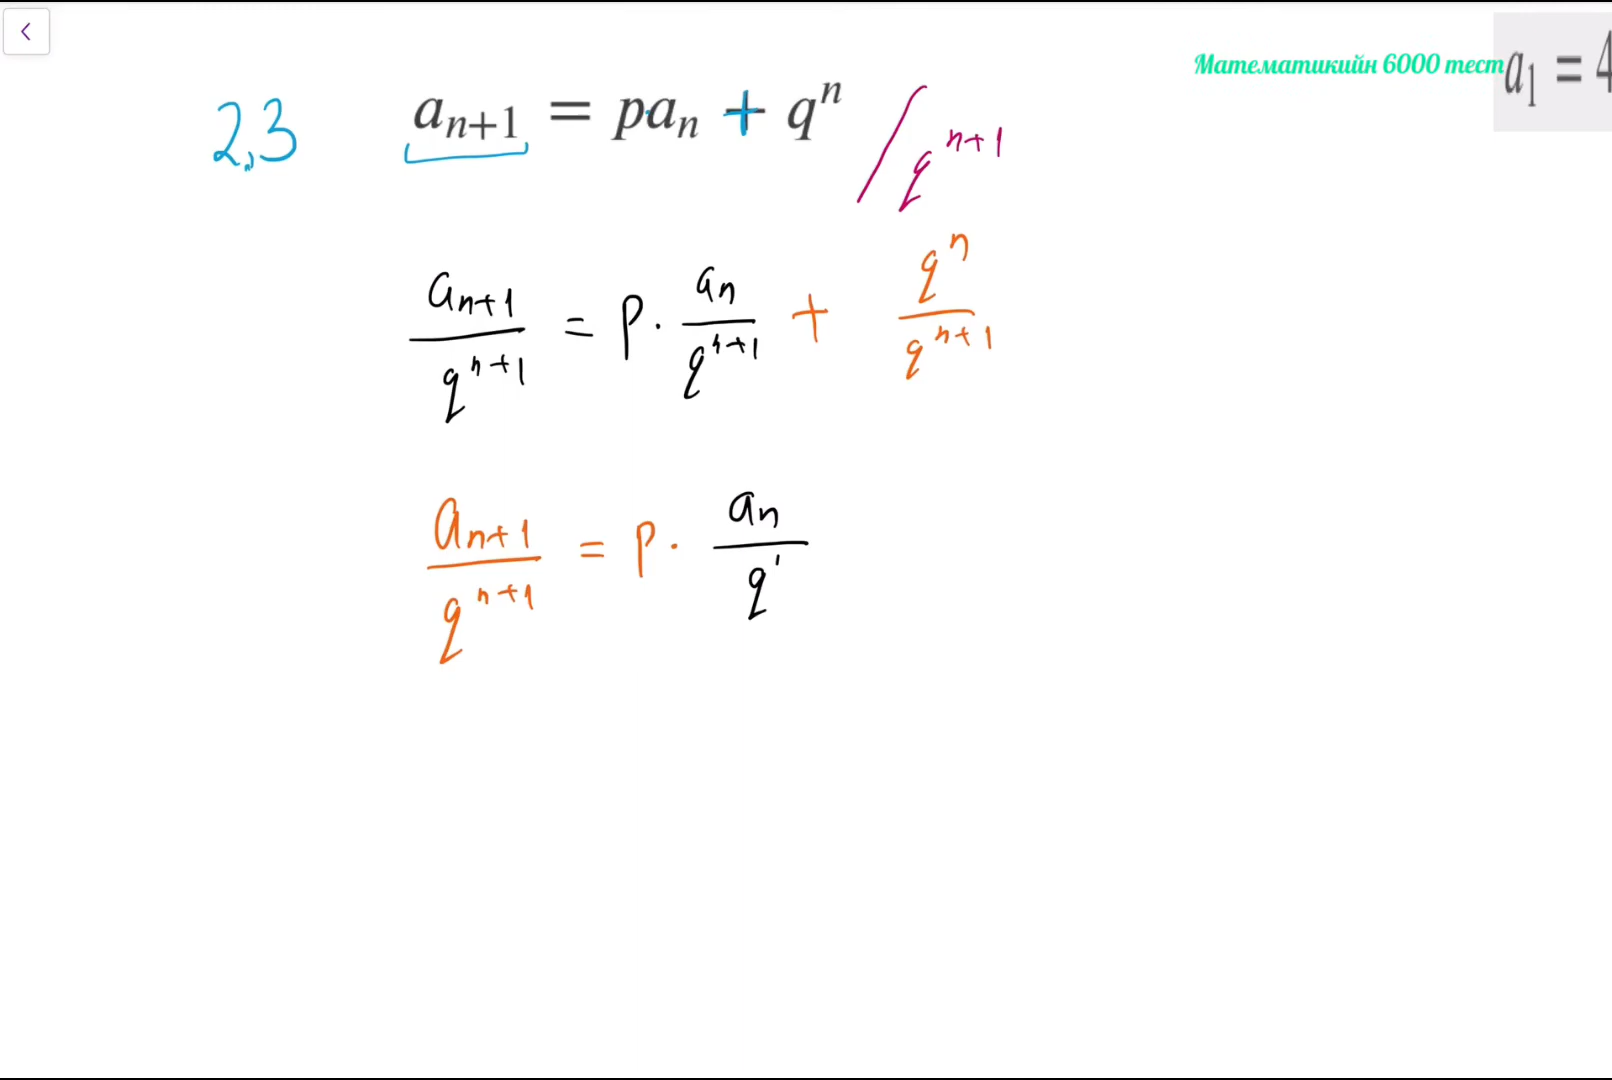 Математикийн 6000 тест a₁ = 4
2,3 aₙ₊₁ = paₙ + qⁿ / qⁿ⁺¹
aₙ₊₁/qⁿ⁺¹ = p · aₙ/qⁿ⁺¹ + qⁿ/qⁿ⁺¹
aₙ₊₁/qⁿ⁺¹ = p · aₙ/q'